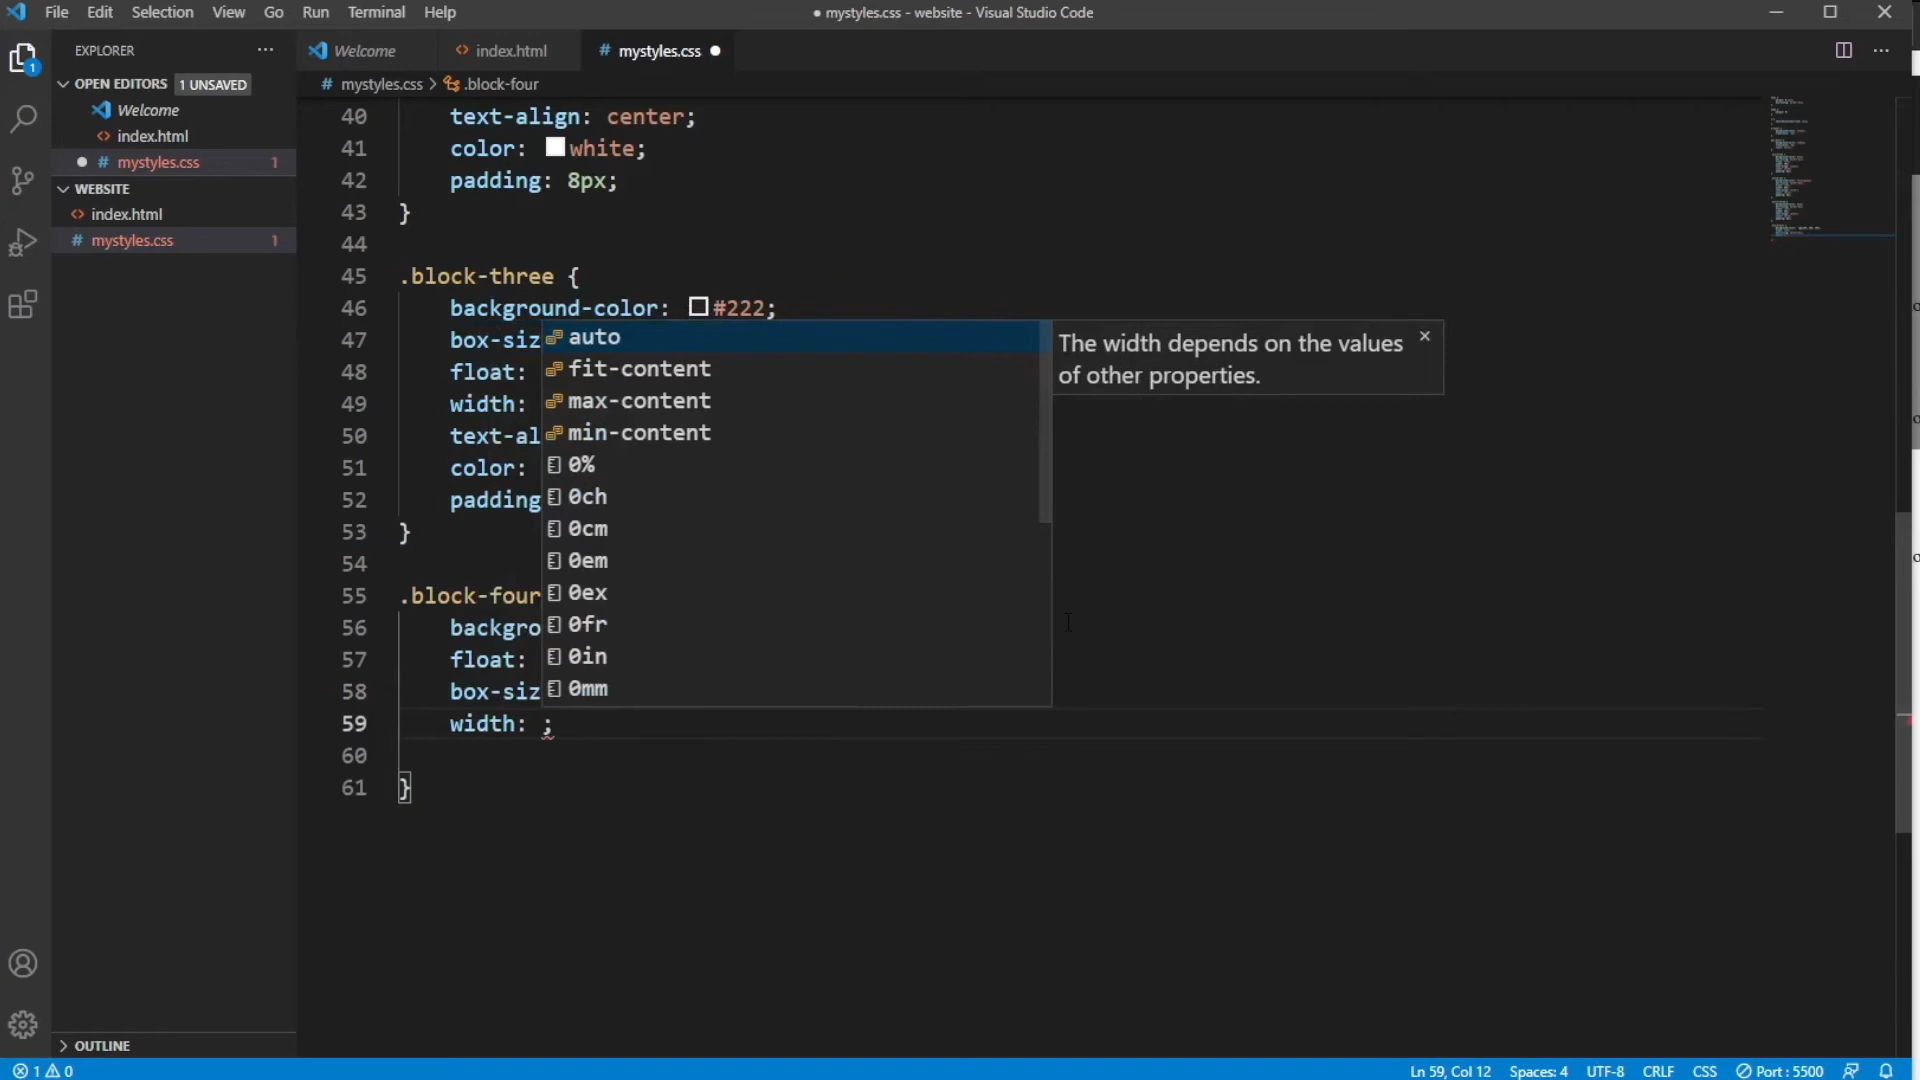 File Edit Selection View Go Run Terminal Help
● mystyles.css - website - Visual Studio Code
EXPLORER
Welcome
index.html
mystyles.css
OPEN EDITORS 1 UNSAVED
mystyles.css > .block-four
Welcome
index.html
mystyles.css 1
WEBSITE
index.html
mystyles.css 1
40 text-align: center;
41 color: white;
42 padding: 8px;
43 }
44
45 .block-three {
46 background-color: #222;
47 box-siz
48 float:
49 width:
50 text-al
51 color:
52 padding
53 }
54
55 .block-four
56 backgro
57 float:
58 box-siz
59 width: ;
60
61 }
auto
fit-content
max-content
min-content
0%
0ch
0cm
0em
0ex
0fr
0in
0mm
The width depends on the values
of other properties.
1
OUTLINE
1 0
Ln 59, Col 12 Spaces: 4 UTF-8 CRLF CSS Port : 5500